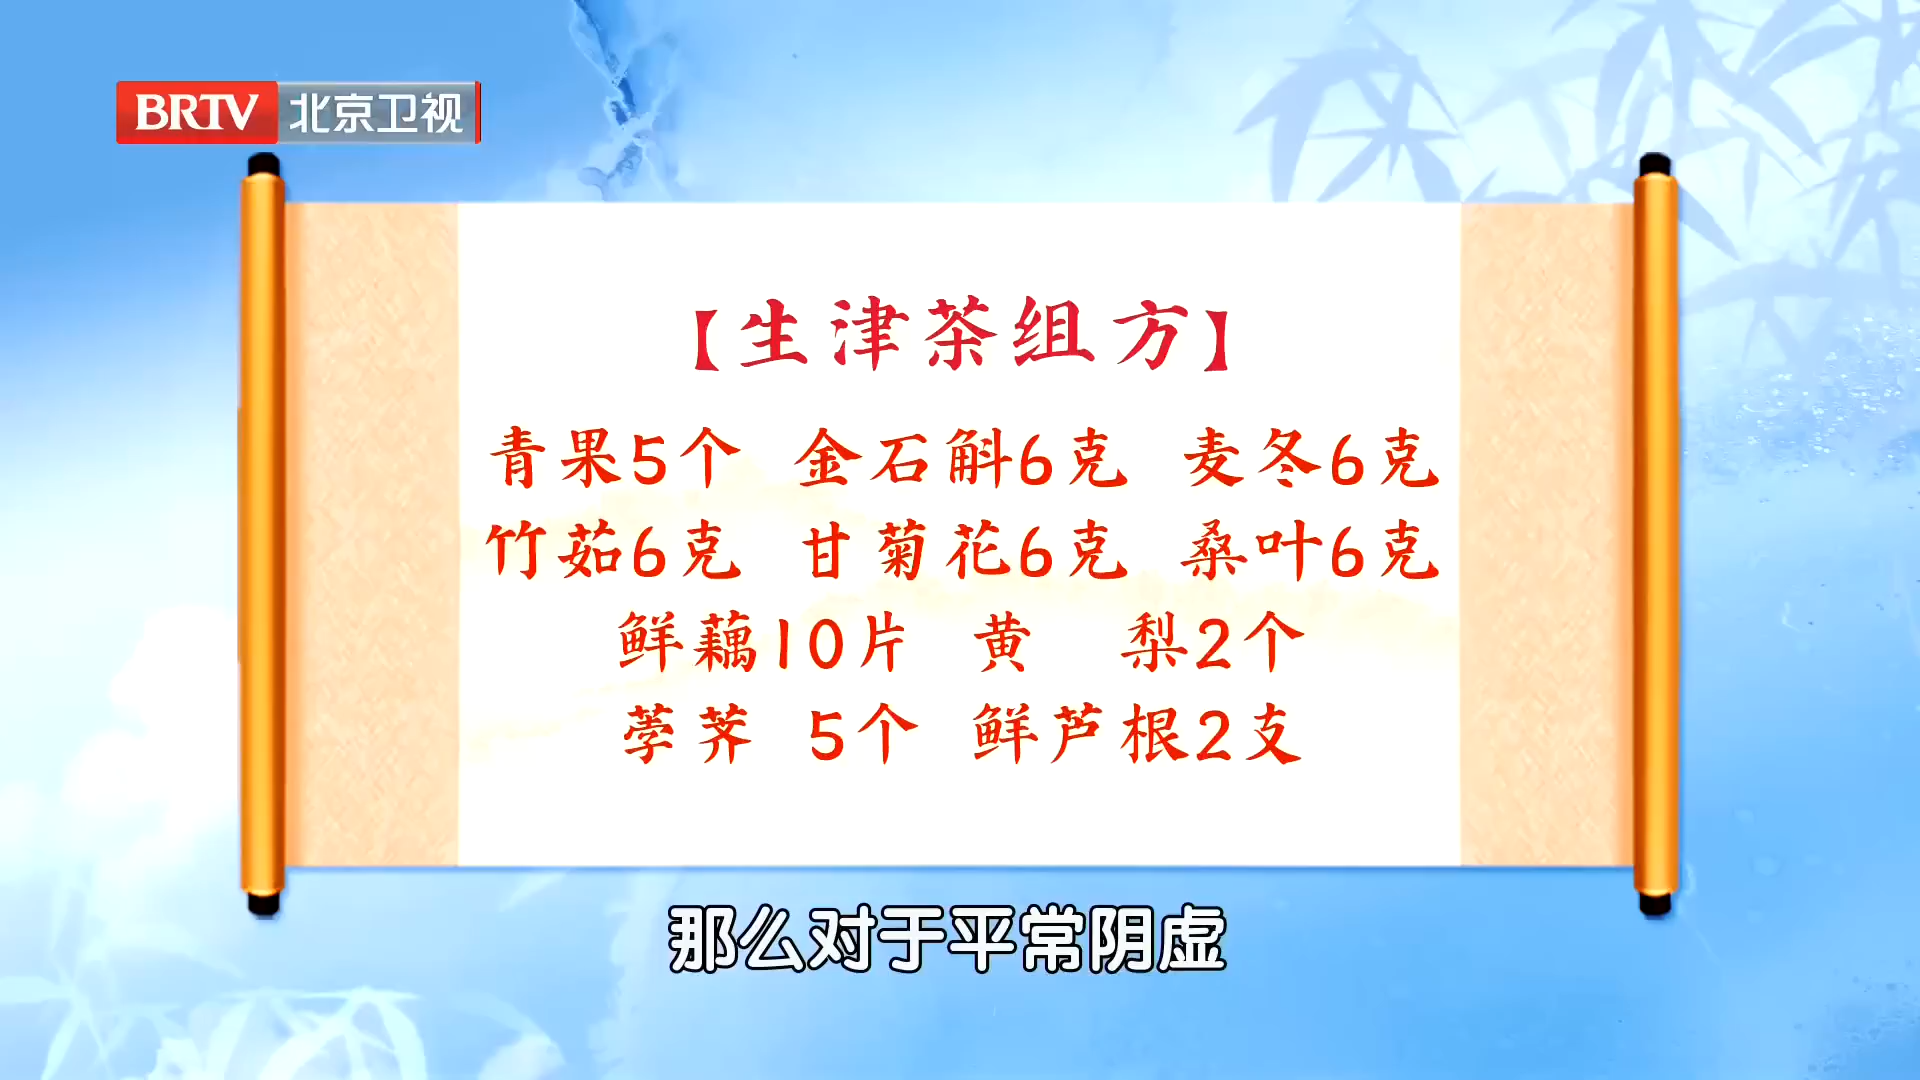 BRTV 北京卫视
【生津茶组方】
青果5个 金石斛6克 麦冬6克
竹茹6克 甘菊花6克 桑叶6克
鲜藕10片 黄 梨2个
荸荠 5个 鲜芦根2支
那么对于平常阴虚